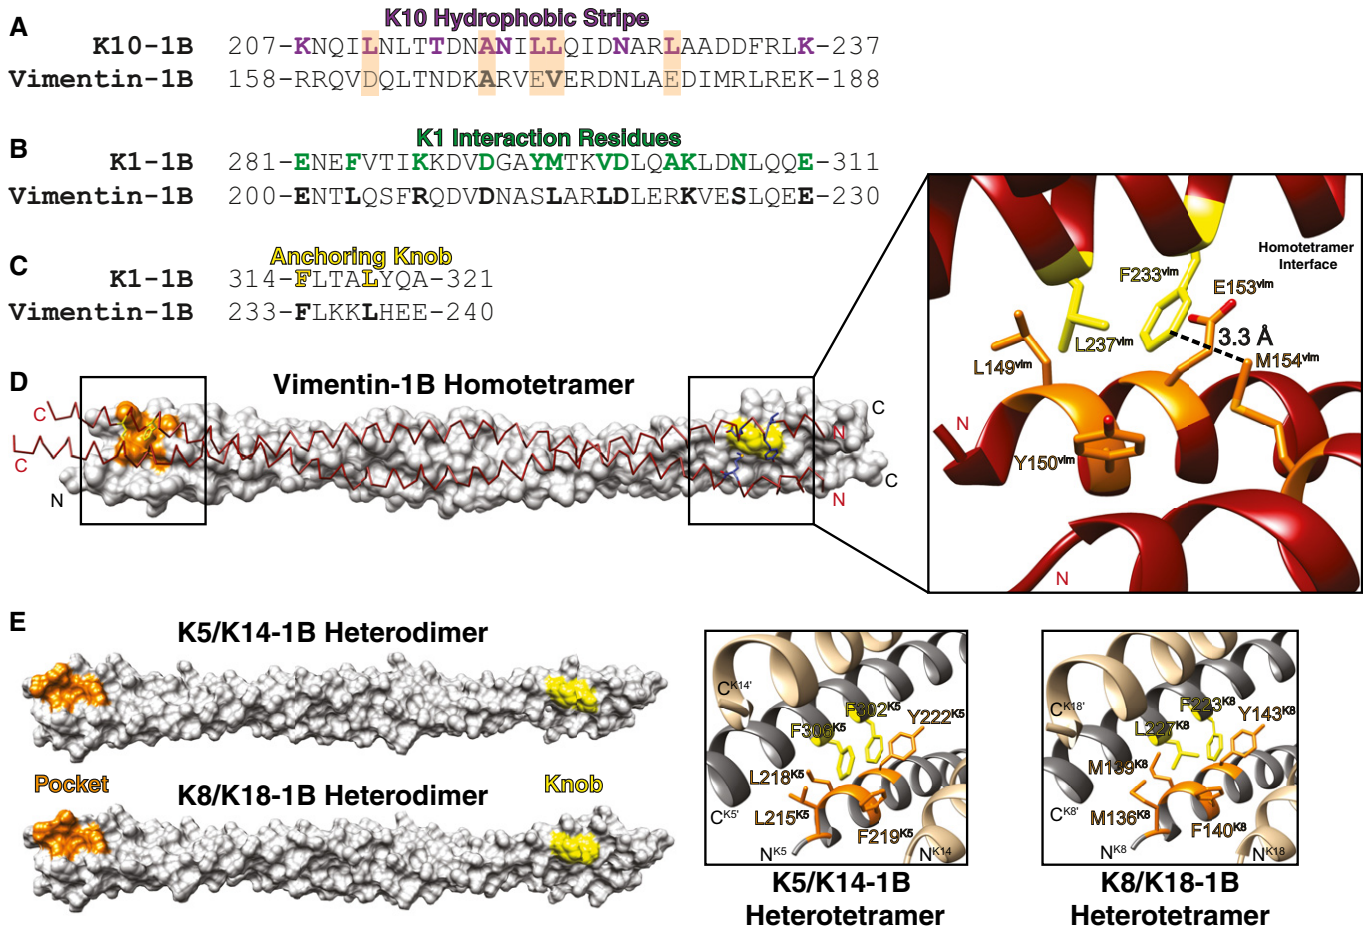 A
K10 Hydrophobic Stripe
K10-1B 207-KNQILNLTTDNANILLQIDNARLAADDFRLK-237
Vimentin-1B 158-RRQVDQLTNDKARVEVERDNLAEDIMRLREK-188
B
K1 Interaction Residues
K1-1B 281-ENEFVTIKKDVDGAYMTKVDLQAKLDNLQQE-311
Vimentin-1B 200-ENTLQSFRQDVDNASLARLDLERKVESLQEE-230
C
Anchoring Knob
K1-1B 314-FLTALYQA-321
Vimentin-1B 233-FLKKLHEE-240
D
Vimentin-1B Homotetramer
C
C
N
N
N
C
C
Homotetramer
Interface
F233vim
E153vim
L237vim
3.3 Å
M154vim
L149vim
N
Y150vim
N
E
K5/K14-1B Heterodimer
Pocket
K8/K18-1B Heterodimer
Knob
CK14'
F302K5
Y222K5
F306K5
L218K5
CK5'
L215K5
F219K5
NK5
NK14
K5/K14-1B
Heterotetramer
CK18'
F223K8
Y143K8
L227K8
M139K8
CK8'
M136K8
F140K8
NK8
NK18
K8/K18-1B
Heterotetramer